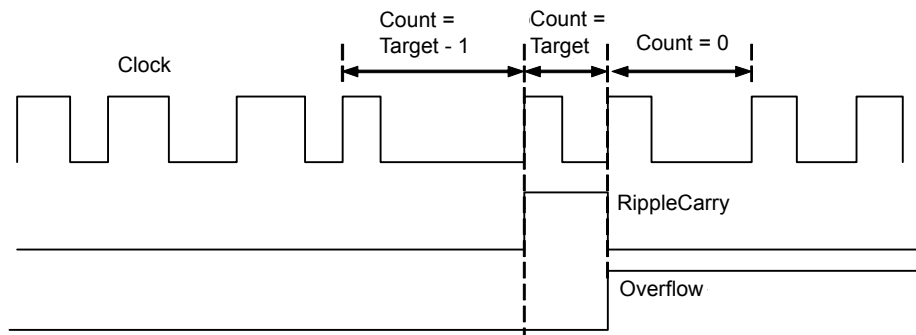 Count =
Target - 1
Count =
Target
Count = 0
Clock
RippleCarry
Overflow